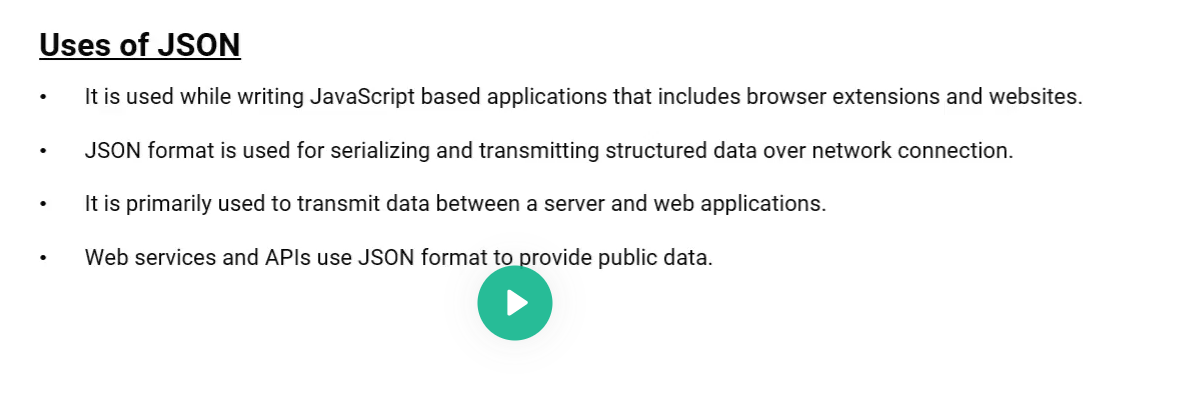 Uses of JSON
• It is used while writing JavaScript based applications that includes browser extensions and websites.
• JSON format is used for serializing and transmitting structured data over network connection.
• It is primarily used to transmit data between a server and web applications.
• Web services and APIs use JSON format to provide public data.